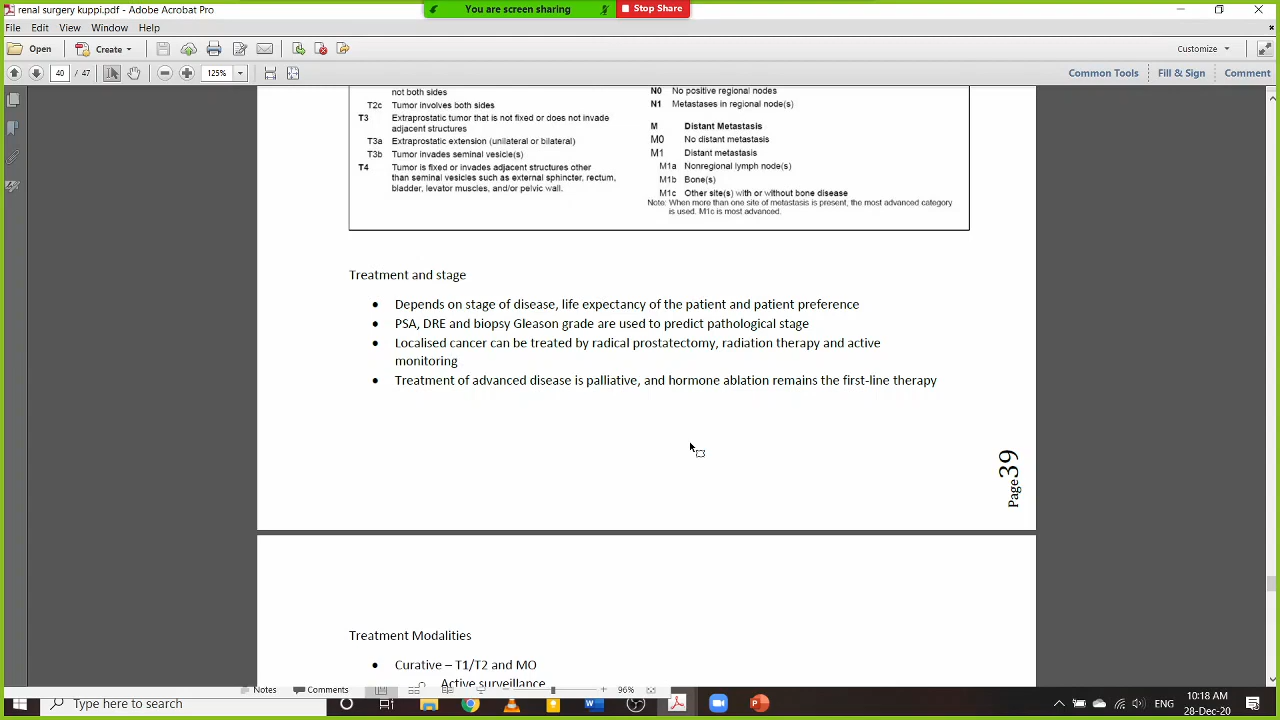 renal surgery kuppi.pdf - Adobe Acrobat Pro
You are screen sharing
Stop Share
File Edit View Window Help
Open Create Customize
40 / 47 125% Common Tools Fill & Sign Comment
not both sides
T2c Tumor involves both sides
T3 Extraprostatic tumor that is not fixed or does not invade
adjacent structures
T3a Extraprostatic extension (unilateral or bilateral)
T3b Tumor invades seminal vesicle(s)
T4 Tumor is fixed or invades adjacent structures other
than seminal vesicles such as external sphincter, rectum,
bladder, levator muscles, and/or pelvic wall.
N0 No positive regional nodes
N1 Metastases in regional node(s)
M Distant Metastasis
M0 No distant metastasis
M1 Distant metastasis
M1a Nonregional lymph node(s)
M1b Bone(s)
M1c Other site(s) with or without bone disease
Note: When more than one site of metastasis is present, the most advanced category
is used. M1c is most advanced.
Treatment and stage
• Depends on stage of disease, life expectancy of the patient and patient preference
• PSA, DRE and biopsy Gleason grade are used to predict pathological stage
• Localised cancer can be treated by radical prostatectomy, radiation therapy and active
monitoring
• Treatment of advanced disease is palliative, and hormone ablation remains the first-line therapy
Page 39
Treatment Modalities
• Curative – T1/T2 and MO
o Active surveillance
Notes Comments 96%
Type here to search
ENG
10:18 AM
28-Dec-20